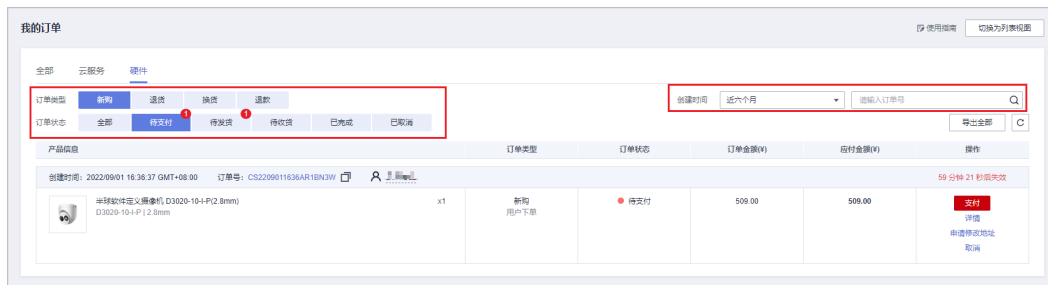 我的订单 使用指南 切换为列表视图
全部 云服务 硬件
订单类型 新购 退货 换货 退款 创建时间 近六个月 请输入订单号
订单状态 全部 待支付 1 待发货 1 待收货 已完成 已取消 导出全部
产品信息 订单类型 订单状态 订单金额(¥) 应付金额(¥) 操作
创建时间：2022/09/01 16:36:37 GMT+08:00 订单号：CS2209011636AR1BN3W 59 分钟 21 秒后失效
半球软件定义摄像机 D3020-10-I-P(2.8mm) x1 新购 待支付 509.00 509.00 支付
D3020-10-I-P | 2.8mm 用户下单 详情
申请修改地址
取消